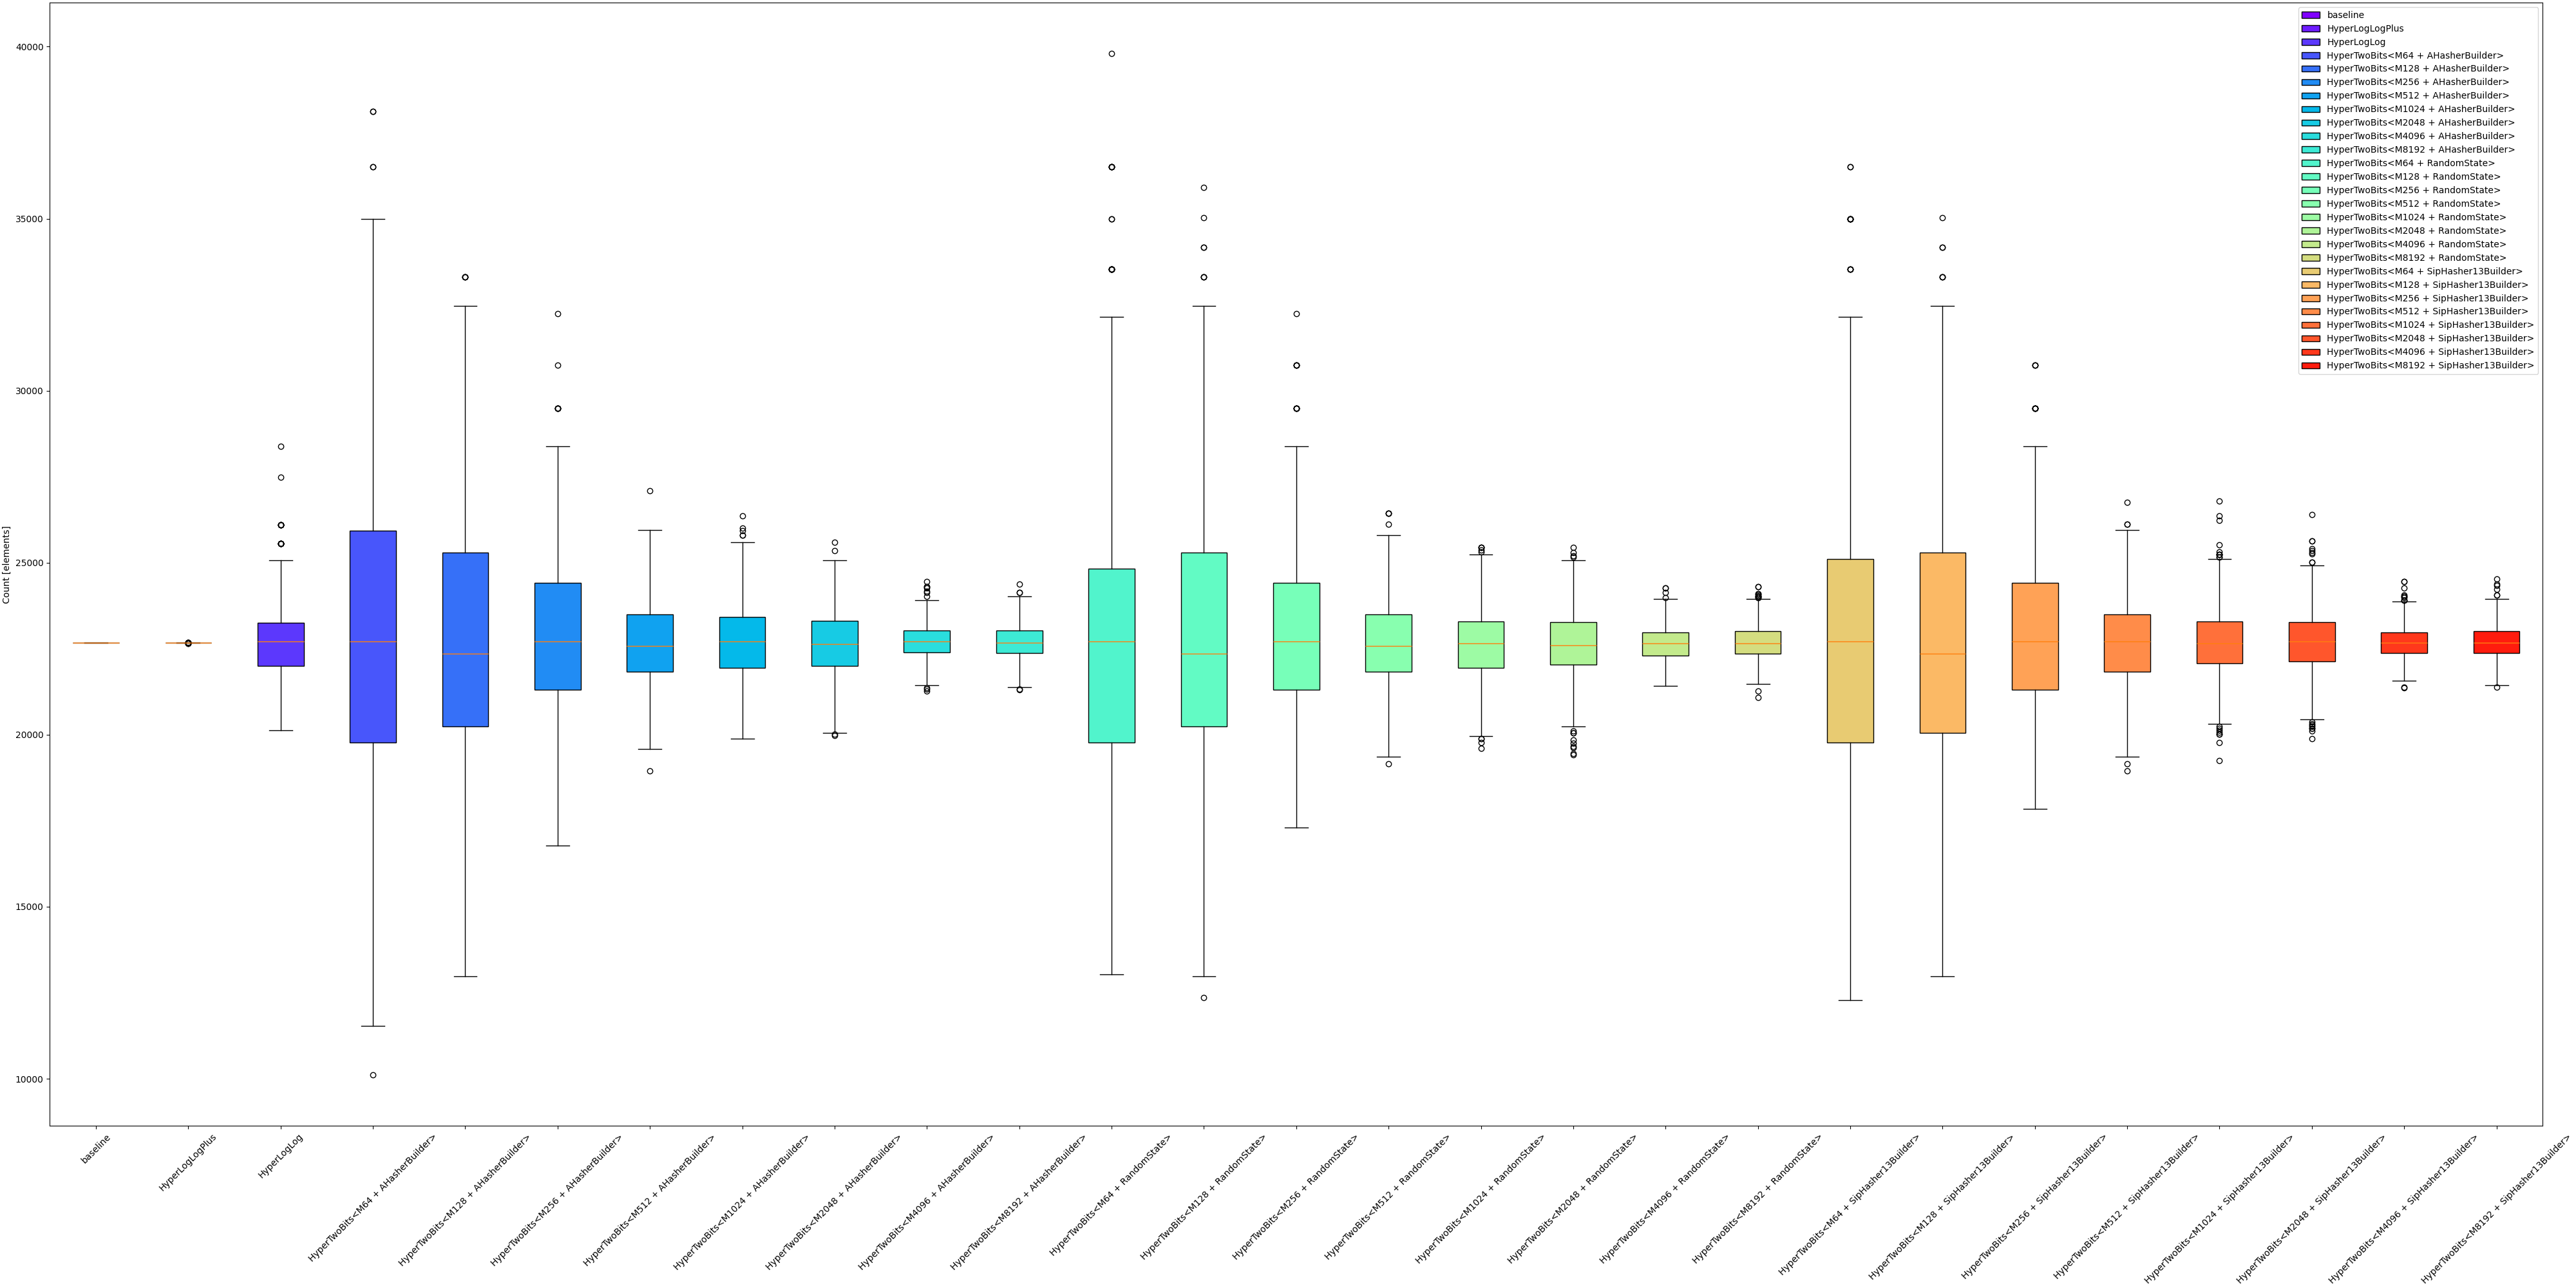 40000
35000
30000
25000
20000
15000
10000
Count [elements]
baseline
HyperLogLogPlus
HyperLogLog
HyperTwoBits<M64 + AHasherBuilder>
HyperTwoBits<M128 + AHasherBuilder>
HyperTwoBits<M256 + AHasherBuilder>
HyperTwoBits<M512 + AHasherBuilder>
HyperTwoBits<M1024 + AHasherBuilder>
HyperTwoBits<M2048 + AHasherBuilder>
HyperTwoBits<M4096 + AHasherBuilder>
HyperTwoBits<M8192 + AHasherBuilder>
HyperTwoBits<M64 + RandomState>
HyperTwoBits<M128 + RandomState>
HyperTwoBits<M256 + RandomState>
HyperTwoBits<M512 + RandomState>
HyperTwoBits<M1024 + RandomState>
HyperTwoBits<M2048 + RandomState>
HyperTwoBits<M4096 + RandomState>
HyperTwoBits<M8192 + RandomState>
HyperTwoBits<M64 + SipHasher13Builder>
HyperTwoBits<M128 + SipHasher13Builder>
HyperTwoBits<M256 + SipHasher13Builder>
HyperTwoBits<M512 + SipHasher13Builder>
HyperTwoBits<M1024 + SipHasher13Builder>
HyperTwoBits<M2048 + SipHasher13Builder>
HyperTwoBits<M4096 + SipHasher13Builder>
HyperTwoBits<M8192 + SipHasher13Builder>
baseline
HyperLogLogPlus
HyperLogLog
HyperTwoBits<M64 + AHasherBuilder>
HyperTwoBits<M128 + AHasherBuilder>
HyperTwoBits<M256 + AHasherBuilder>
HyperTwoBits<M512 + AHasherBuilder>
HyperTwoBits<M1024 + AHasherBuilder>
HyperTwoBits<M2048 + AHasherBuilder>
HyperTwoBits<M4096 + AHasherBuilder>
HyperTwoBits<M8192 + AHasherBuilder>
HyperTwoBits<M64 + RandomState>
HyperTwoBits<M128 + RandomState>
HyperTwoBits<M256 + RandomState>
HyperTwoBits<M512 + RandomState>
HyperTwoBits<M1024 + RandomState>
HyperTwoBits<M2048 + RandomState>
HyperTwoBits<M4096 + RandomState>
HyperTwoBits<M8192 + RandomState>
HyperTwoBits<M64 + SipHasher13Builder>
HyperTwoBits<M128 + SipHasher13Builder>
HyperTwoBits<M256 + SipHasher13Builder>
HyperTwoBits<M512 + SipHasher13Builder>
HyperTwoBits<M1024 + SipHasher13Builder>
HyperTwoBits<M2048 + SipHasher13Builder>
HyperTwoBits<M4096 + SipHasher13Builder>
HyperTwoBits<M8192 + SipHasher13Builder>